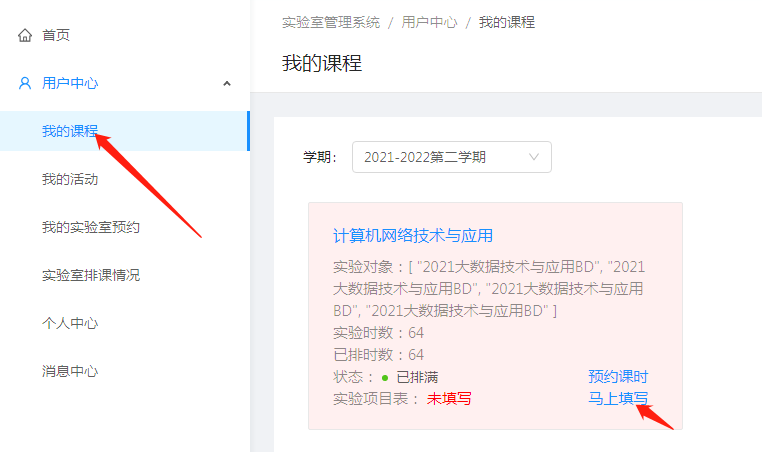 首页
用户中心
我的课程
我的活动
我的实验室预约
实验室排课情况
个人中心
消息中心
实验室管理系统 / 用户中心 / 我的课程
我的课程
学期： 2021-2022第二学期
计算机网络技术与应用
实验对象：[ "2021大数据技术与应用BD", "2021
大数据技术与应用BD", "2021大数据技术与应用
BD", "2021大数据技术与应用BD" ]
实验时数：64
已排时数：64
状态： 已排满 预约课时
实验项目表： 未填写 马上填写